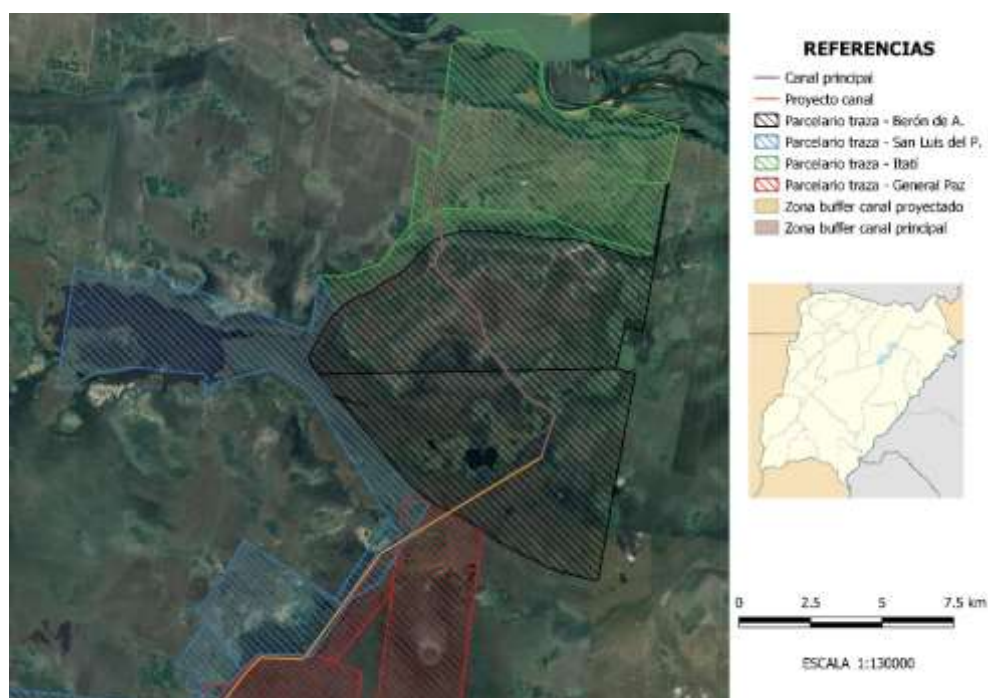 REFERENCIAS
Canal principal
Proyecto canal
Parcelario traza - Berón de A.
Parcelario traza - San Luis del P.
Parcelario traza - Itatí
Parcelario traza - General Paz
Zona buffer canal proyectado
Zona buffer canal principal
0 2.5 5 7.5 km
ESCALA 1:130000